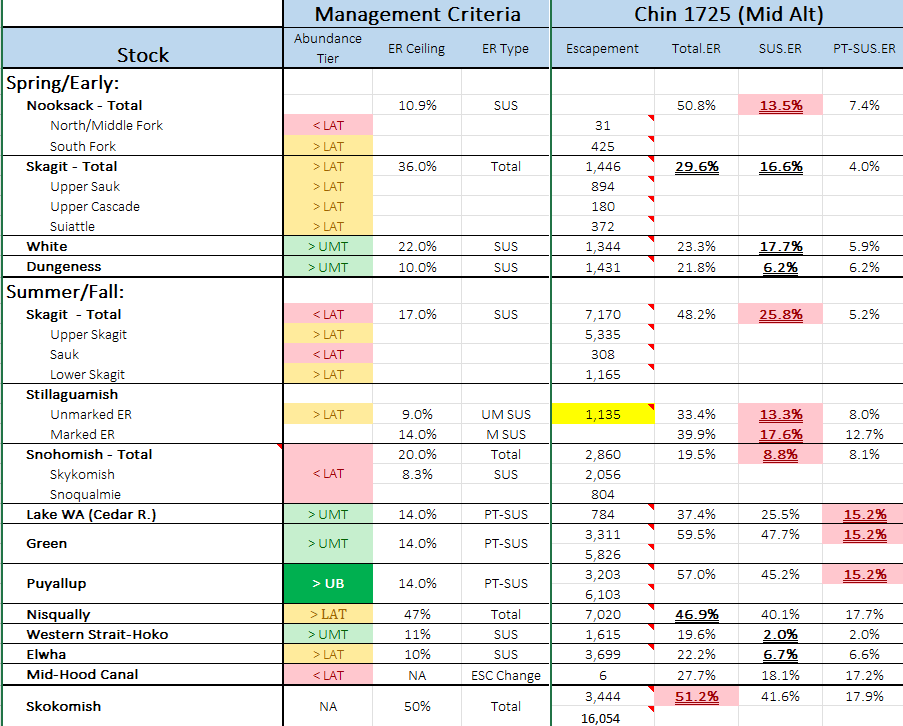 Management Criteria Chin 1725 (Mid Alt)
Stock Abundance Tier ER Ceiling ER Type Escapement Total.ER SUS.ER PT-SUS.ER
Spring/Early:
Nooksack - Total 10.9% SUS 50.8% 13.5% 7.4%
North/Middle Fork < LAT 31
South Fork > LAT 425
Skagit - Total > LAT 36.0% Total 1,446 29.6% 16.6% 4.0%
Upper Sauk > LAT 894
Upper Cascade > LAT 180
Suiattle > LAT 372
White > UMT 22.0% SUS 1,344 23.3% 17.7% 5.9%
Dungeness > UMT 10.0% SUS 1,431 21.8% 6.2% 6.2%
Summer/Fall:
Skagit - Total < LAT 17.0% SUS 7,170 48.2% 25.8% 5.2%
Upper Skagit > LAT 5,335
Sauk < LAT 308
Lower Skagit > LAT 1,165
Stillaguamish
Unmarked ER > LAT 9.0% UM SUS 1,135 33.4% 13.3% 8.0%
Marked ER 14.0% M SUS 39.9% 17.6% 12.7%
Snohomish - Total 20.0% Total 2,860 19.5% 8.8% 8.1%
Skykomish < LAT 8.3% SUS 2,056
Snoqualmie 804
Lake WA (Cedar R.) > UMT 14.0% PT-SUS 784 37.4% 25.5% 15.2%
Green > UMT 14.0% PT-SUS 3,311 59.5% 47.7% 15.2%
5,826
Puyallup > UB 14.0% PT-SUS 3,203 57.0% 45.2% 15.2%
6,103
Nisqually > LAT 47% Total 7,020 46.9% 40.1% 17.7%
Western Strait-Hoko > UMT 11% SUS 1,615 19.6% 2.0% 2.0%
Elwha > LAT 10% SUS 3,699 22.2% 6.7% 6.6%
Mid-Hood Canal < LAT NA ESC Change 6 27.7% 18.1% 17.2%
Skokomish NA 50% Total 3,444 51.2% 41.6% 17.9%
16,054